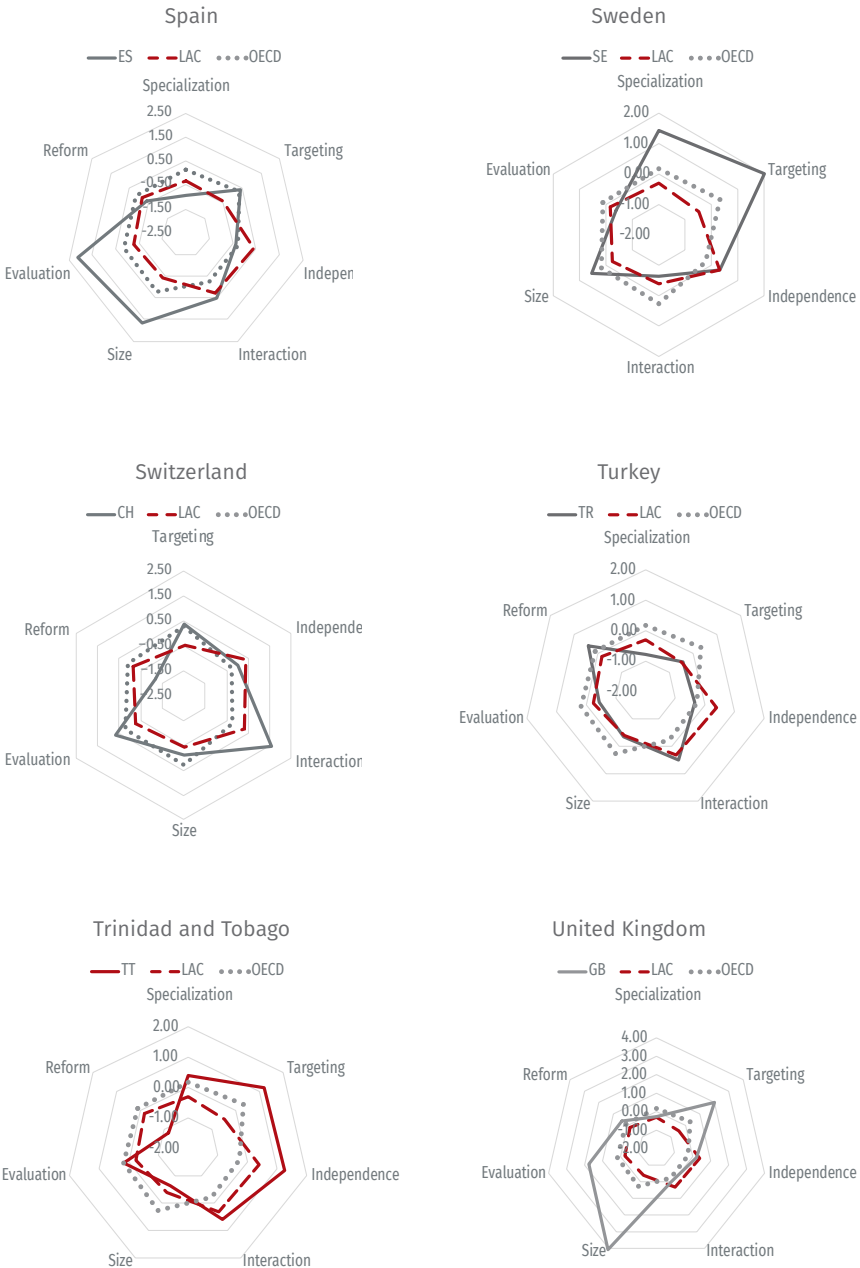 Spain
ES LAC OECD
Specialization
2.50
1.50
0.50
-0.50
-1.50
-2.50
Targeting
Indepen
Interaction
Size
Evaluation
Reform
Sweden
SE LAC OECD
Specialization
2.00
1.00
0.00
-1.00
-2.00
Targeting
Independence
Interaction
Size
Evaluation
Switzerland
CH LAC OECD
Targeting
2.50
1.50
0.50
-0.50
-1.50
-2.50
Independe
Interaction
Size
Evaluation
Reform
Turkey
TR LAC OECD
Specialization
2.00
1.00
0.00
-1.00
-2.00
Targeting
Independence
Interaction
Size
Evaluation
Reform
Trinidad and Tobago
TT LAC OECD
Specialization
2.00
1.00
0.00
-1.00
-2.00
Targeting
Independence
Interaction
Size
Evaluation
Reform
United Kingdom
GB LAC OECD
Specialization
4.00
3.00
2.00
1.00
0.00
-1.00
-2.00
Targeting
Independence
Interaction
Size
Evaluation
Reform